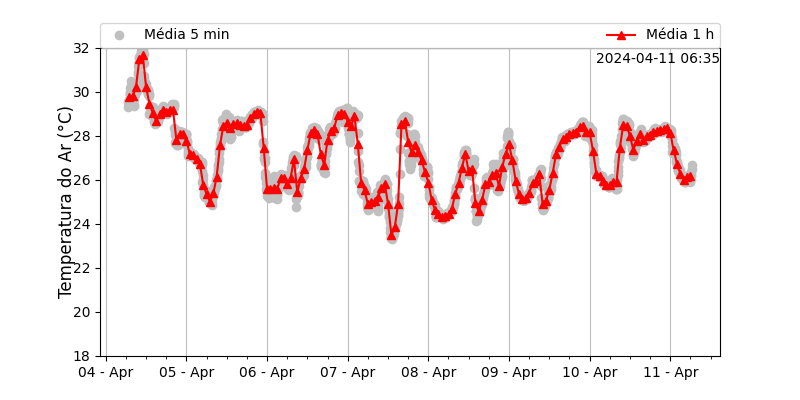 Média 5 min
Média 1 h
2024-04-11 06:35
Temperatura do Ar (°C)
32
30
28
26
24
22
20
18
04 - Apr
05 - Apr
06 - Apr
07 - Apr
08 - Apr
09 - Apr
10 - Apr
11 - Apr